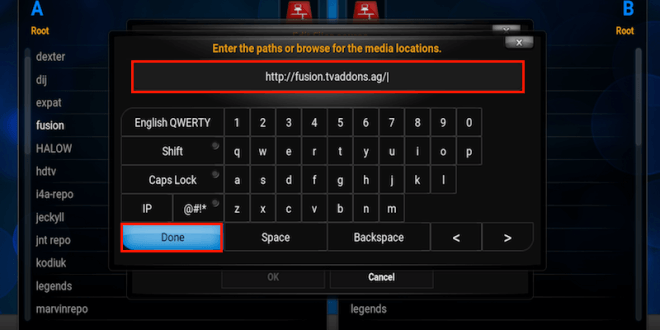 A
B
Root
Root
Enter the paths or browse for the media locations.
x
http://fusion.tvaddons.ag/|
dexter
dij
expat
fusion
HALOW
hdtv
i4a-repo
jeckyll
jnt repo
kodiuk
legends
marvinrepo
English QWERTY 1 2 3 4 5 6 7 8 9 0
Shift q w e r t y u i o p
Caps Lock a s d f g h j k l
IP @#!* z x c v b n m
Done Space Backspace < >
OK Cancel
legends